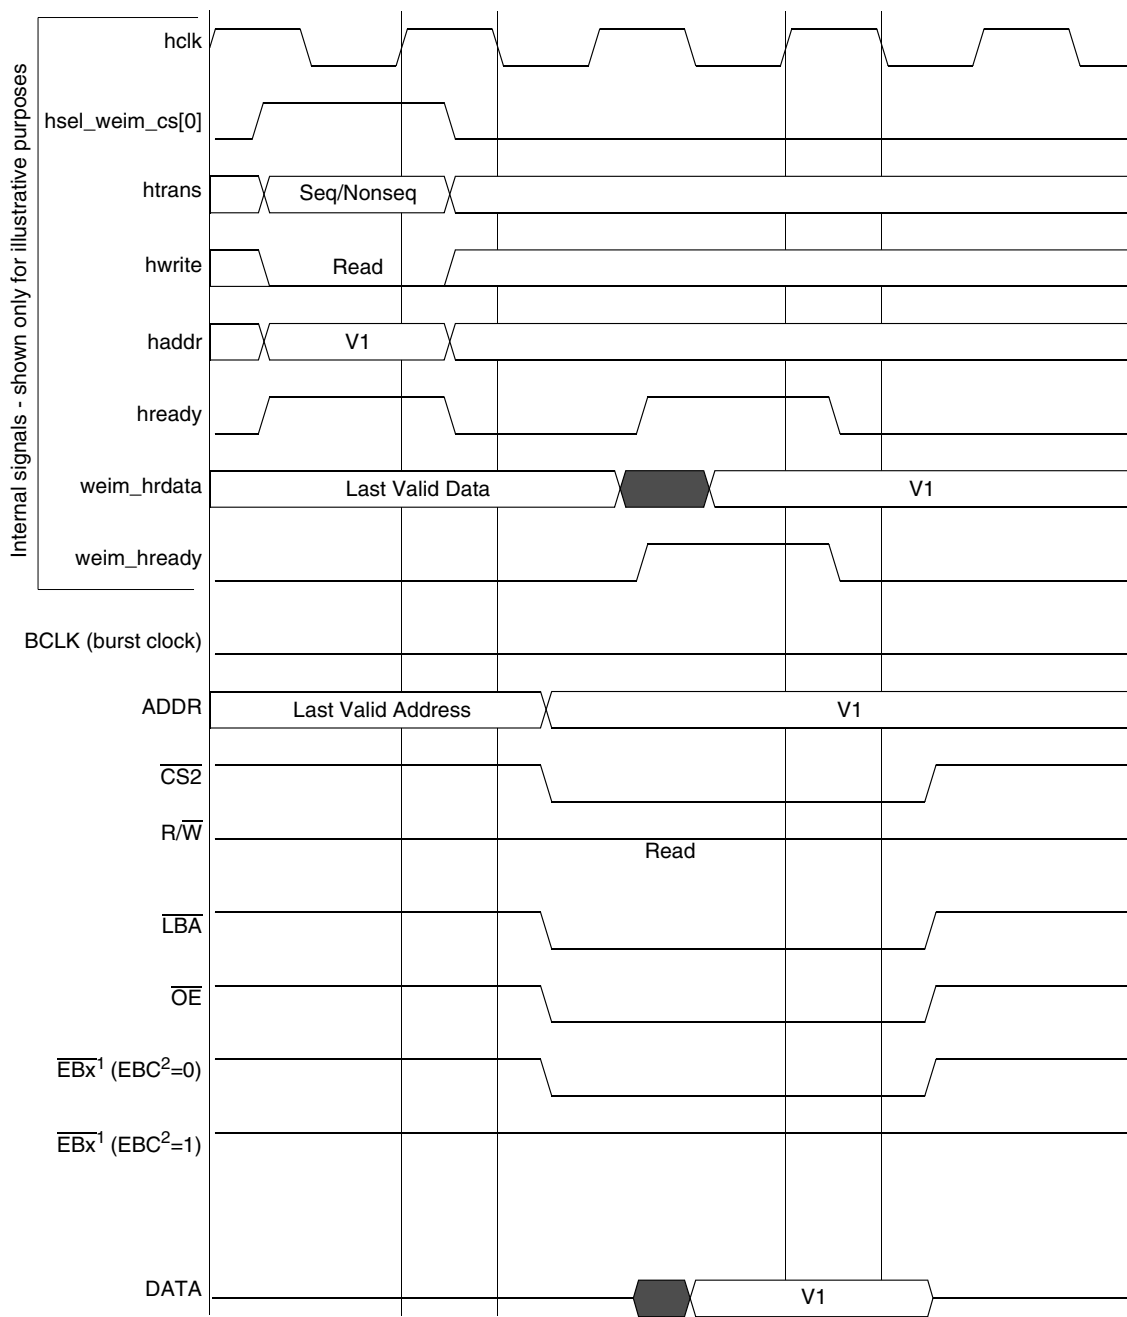 Internal signals - shown only for illustrative purposes
hclk
hsel_weim_cs[0]
htrans Seq/Nonseq
hwrite Read
haddr V1
hready
weim_hrdata Last Valid Data V1
weim_hready
BCLK (burst clock)
ADDR Last Valid Address V1
CS2
R/W
Read
LBA
OE
EBx1 (EBC2=0)
EBx1 (EBC2=1)
DATA V1